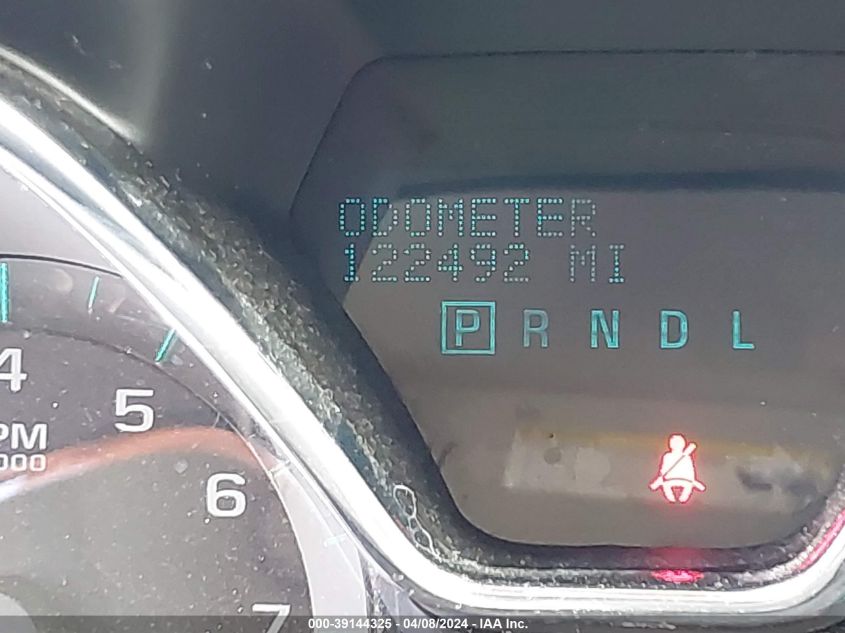 ODOMETER
122492 MI
P R N D L
4
5
PM
000
6
7
000-39144325 | 04/08/2024 - IAA Inc.